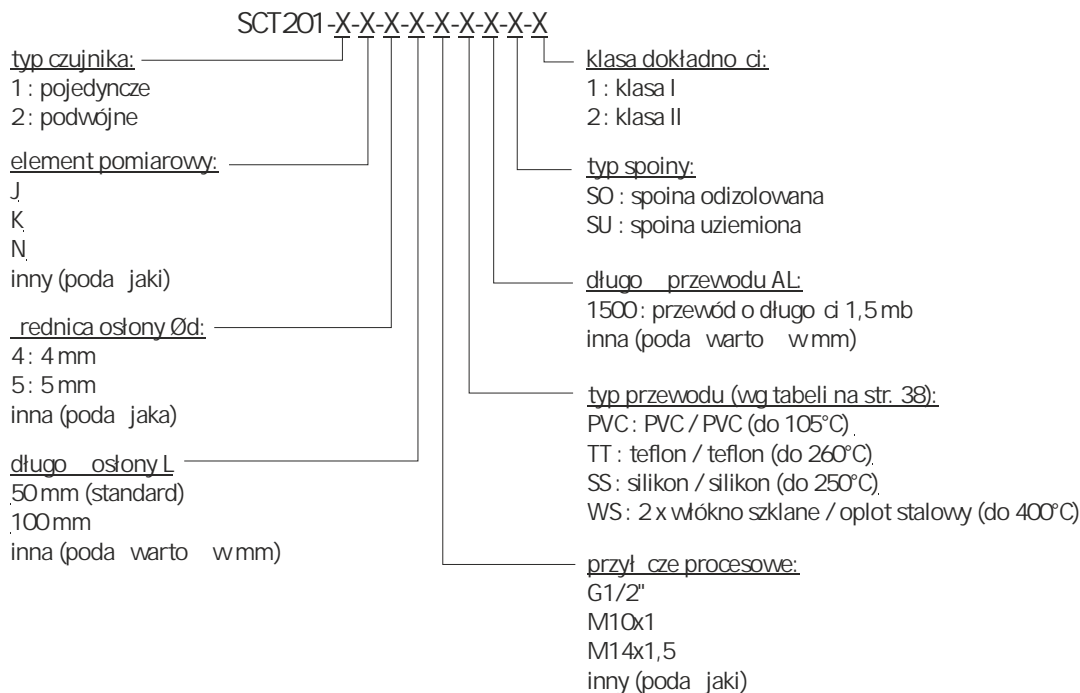 SCT201-X-X-X-X-X-X-X-X-X
typ czujnika:
1 : pojedyncze
2 : podwójne
element pomiarowy:
J
K
N
inny (poda jaki)
rednica osłony Ød:
4 : 4 mm
5 : 5 mm
inna (poda jaka)
długo osłony L
50 mm (standard)
100 mm
inna (poda warto w mm)
klasa dokładno ci:
1 : klasa I
2 : klasa II
typ spoiny:
SO : spoina odizolowana
SU : spoina uziemiona
długo przewodu AL:
1500 : przewód o długo ci 1,5 mb
inna (poda warto w mm)
typ przewodu (wg tabeli na str. 38):
PVC : PVC / PVC (do 105°C)
TT : teflon / teflon (do 260°C)
SS : silikon / silikon (do 250°C)
WS : 2 x włókno szklane / oplot stalowy (do 400°C)
przył cze procesowe:
G1/2"
M10x1
M14x1,5
inny (poda jaki)